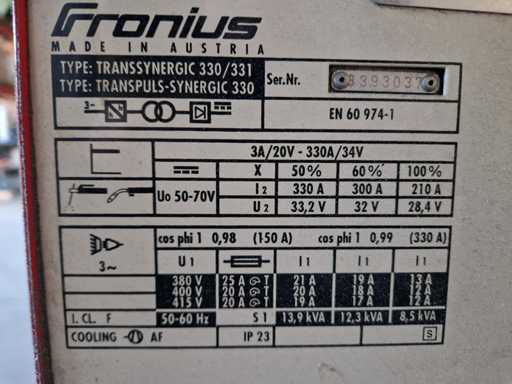 Fronius
MADE IN AUSTRIA
TYPE: TRANSSYNERGIC 330/331
TYPE: TRANSPULS-SYNERGIC 330
Ser.Nr. 8393037
3~
EN 60 974-1
3A/20V - 330A/34V
X 50% 60% 100%
Uo 50-70V I2 330 A 300 A 210 A
U2 33,2 V 32 V 28,4 V
cos phi 1 0,98 (150 A) cos phi 1 0,99 (330 A)
3~ U1 I1 I1 I1
380 V 25 A T 21 A 19 A 13 A
400 V 20 A T 20 A 18 A 12 A
415 V 20 A T 19 A 17 A 12 A
I. CL. F 50-60 Hz S1 13,9 kVA 12,3 kVA 8,5 kVA
COOLING AF IP 23 S